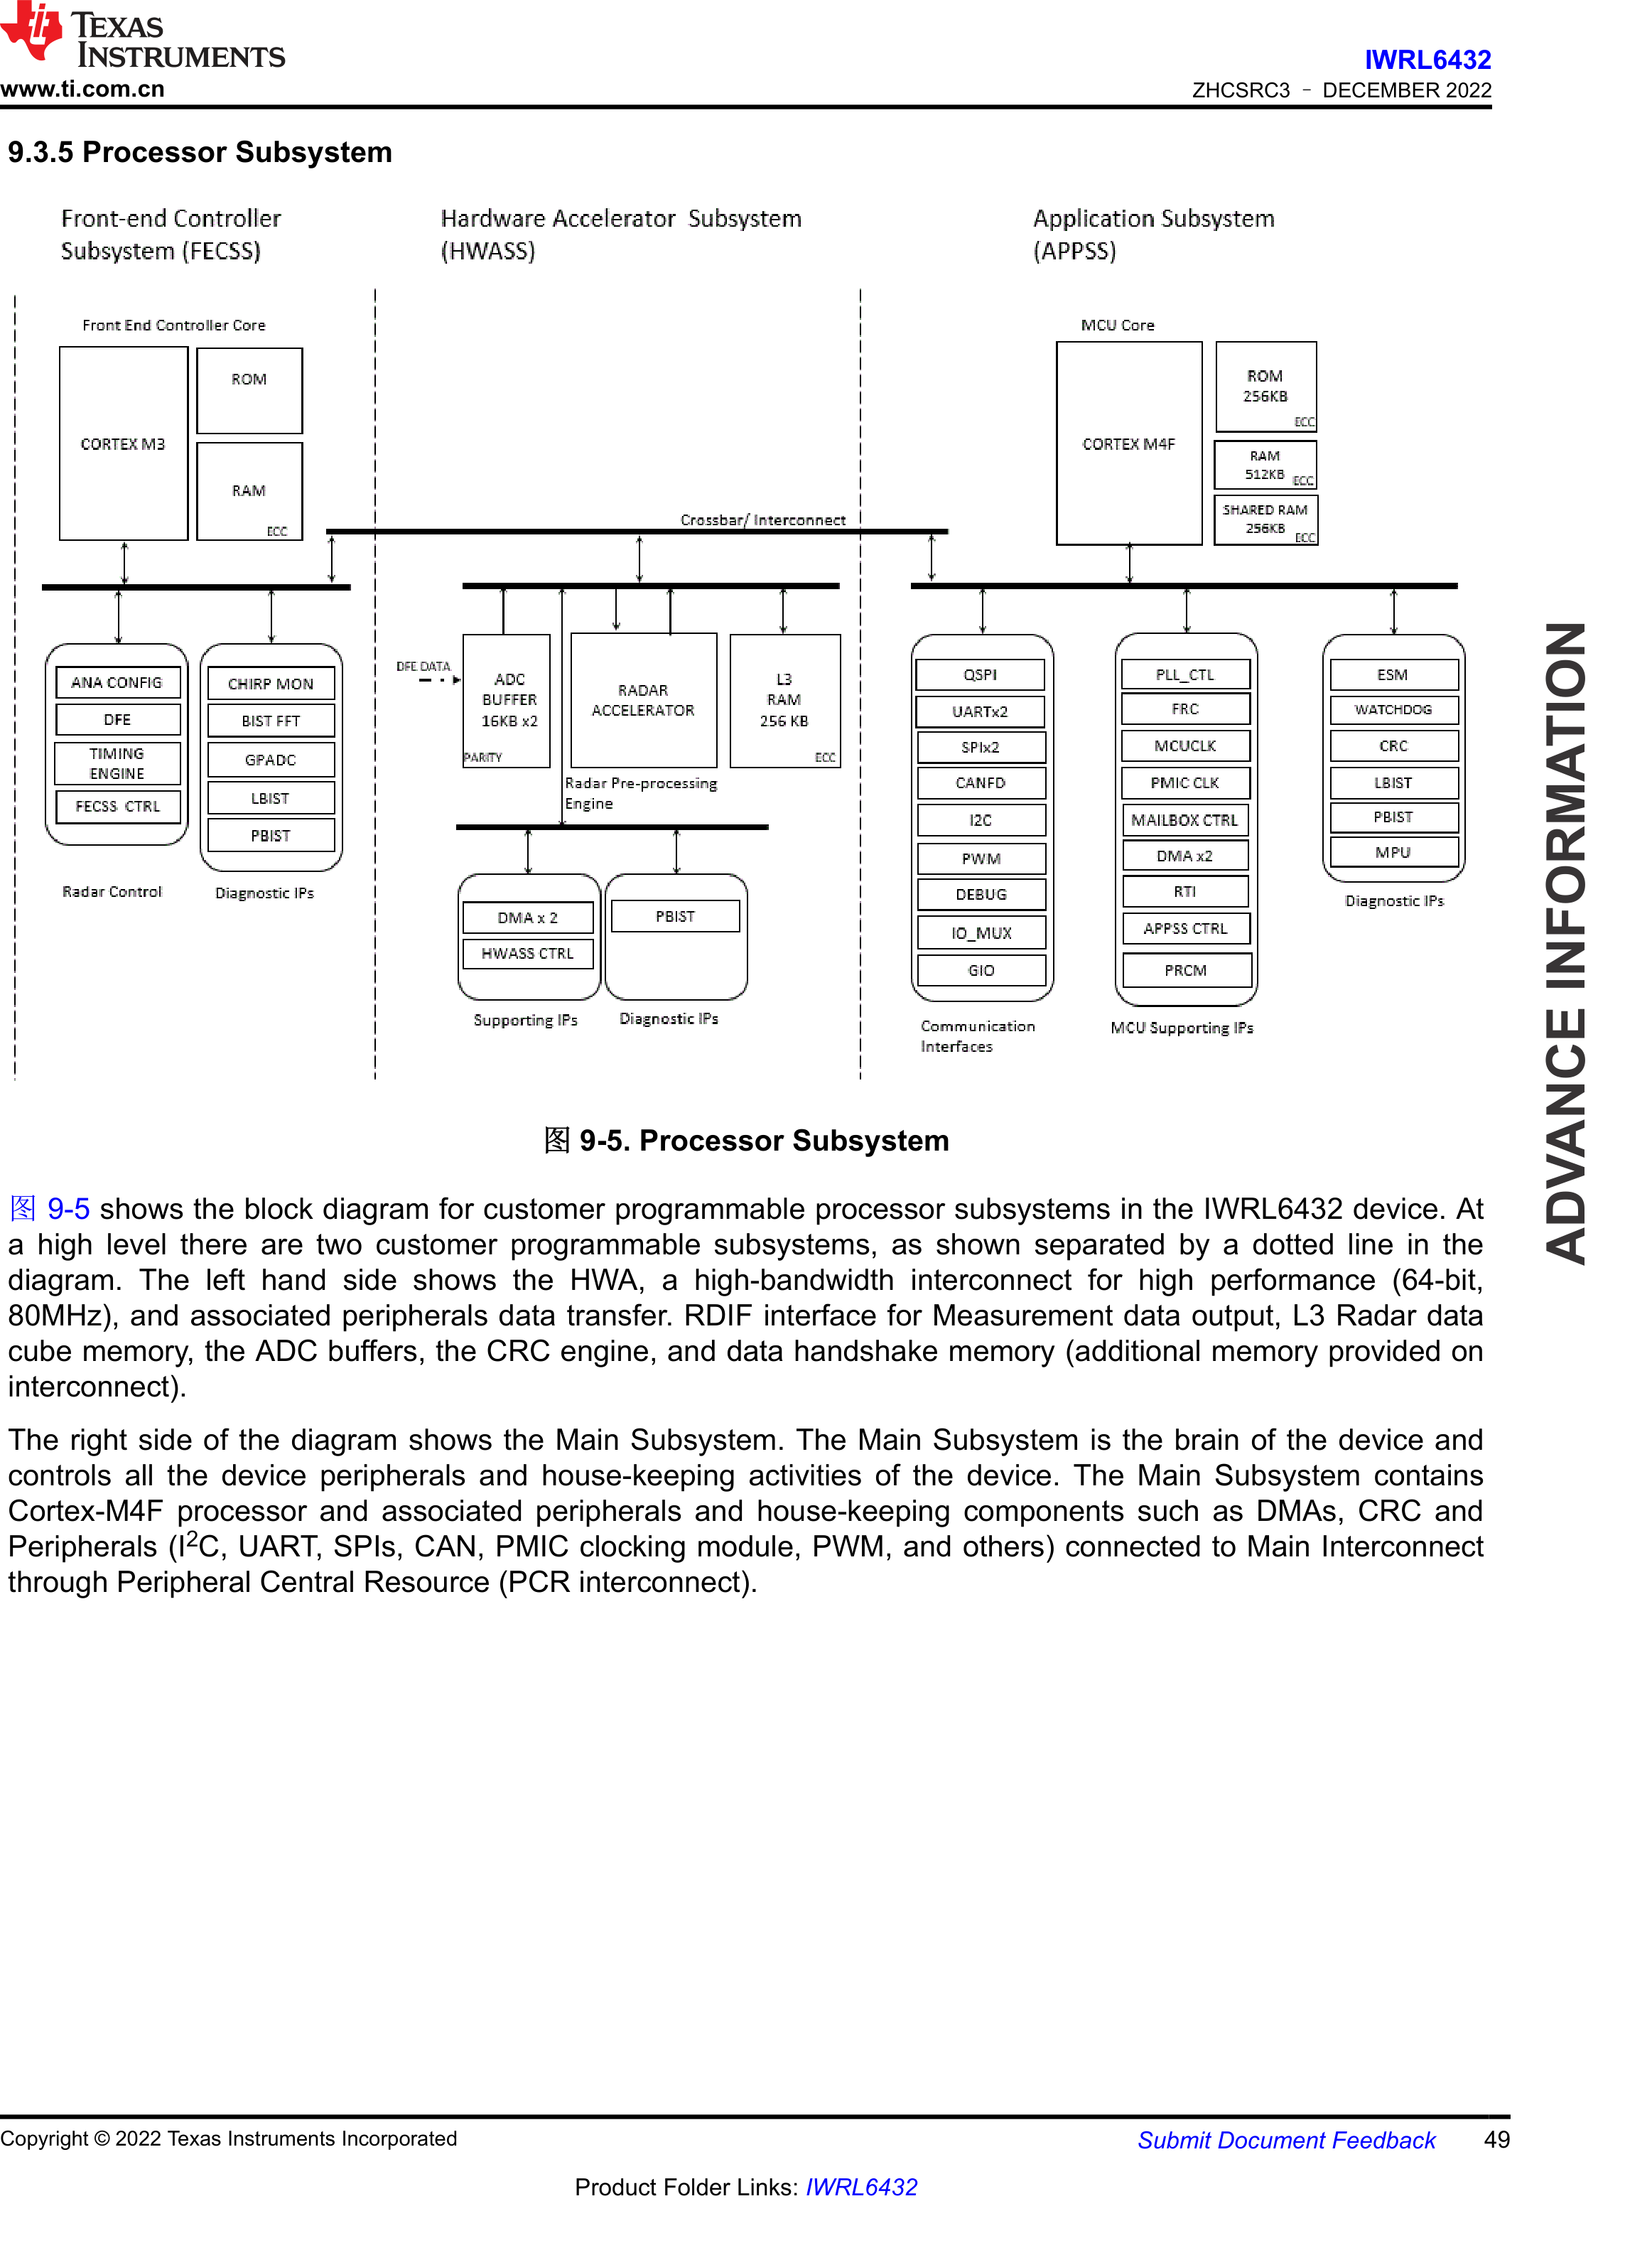 TEXAS
INSTRUMENTS
www.ti.com.cn
IWRL6432
ZHCSRC3 – DECEMBER 2022
9.3.5 Processor Subsystem
Front-end Controller
Subsystem (FECSS)
Hardware Accelerator Subsystem
(HWASS)
Application Subsystem
(APPSS)
Front End Controller Core
CORTEX M3
ROM
RAM
ECC
MCU Core
CORTEX M4F
ROM
256KB
ECC
RAM
512KB
ECC
SHARED RAM
256KB
ECC
Crossbar/ Interconnect
ANA CONFIG
DFE
TIMING
ENGINE
FECSS CTRL
Radar Control
CHIRP MON
BIST FFT
GPADC
LBIST
PBIST
Diagnostic IPs
DFE DATA
ADC
BUFFER
16KB x2
PARITY
RADAR
ACCELERATOR
Radar Pre-processing
Engine
L3
RAM
256 KB
ECC
DMA x 2
HWASS CTRL
Supporting IPs
PBIST
Diagnostic IPs
QSPI
UARTx2
SPIx2
CANFD
I2C
PWM
DEBUG
IO_MUX
GIO
Communication
Interfaces
PLL_CTL
FRC
MCUCLK
PMIC CLK
MAILBOX CTRL
DMA x2
RTI
APPSS CTRL
PRCM
MCU Supporting IPs
ESM
WATCHDOG
CRC
LBIST
PBIST
MPU
Diagnostic IPs
图 9-5. Processor Subsystem
图 9-5 shows the block diagram for customer programmable processor subsystems in the IWRL6432 device. At
a high level there are two customer programmable subsystems, as shown separated by a dotted line in the
diagram. The left hand side shows the HWA, a high-bandwidth interconnect for high performance (64-bit,
80MHz), and associated peripherals data transfer. RDIF interface for Measurement data output, L3 Radar data
cube memory, the ADC buffers, the CRC engine, and data handshake memory (additional memory provided on
interconnect).
The right side of the diagram shows the Main Subsystem. The Main Subsystem is the brain of the device and
controls all the device peripherals and house-keeping activities of the device. The Main Subsystem contains
Cortex-M4F processor and associated peripherals and house-keeping components such as DMAs, CRC and
Peripherals (I2C, UART, SPIs, CAN, PMIC clocking module, PWM, and others) connected to Main Interconnect
through Peripheral Central Resource (PCR interconnect).
ADVANCE INFORMATION
Copyright © 2022 Texas Instruments Incorporated
Submit Document Feedback 49
Product Folder Links: IWRL6432